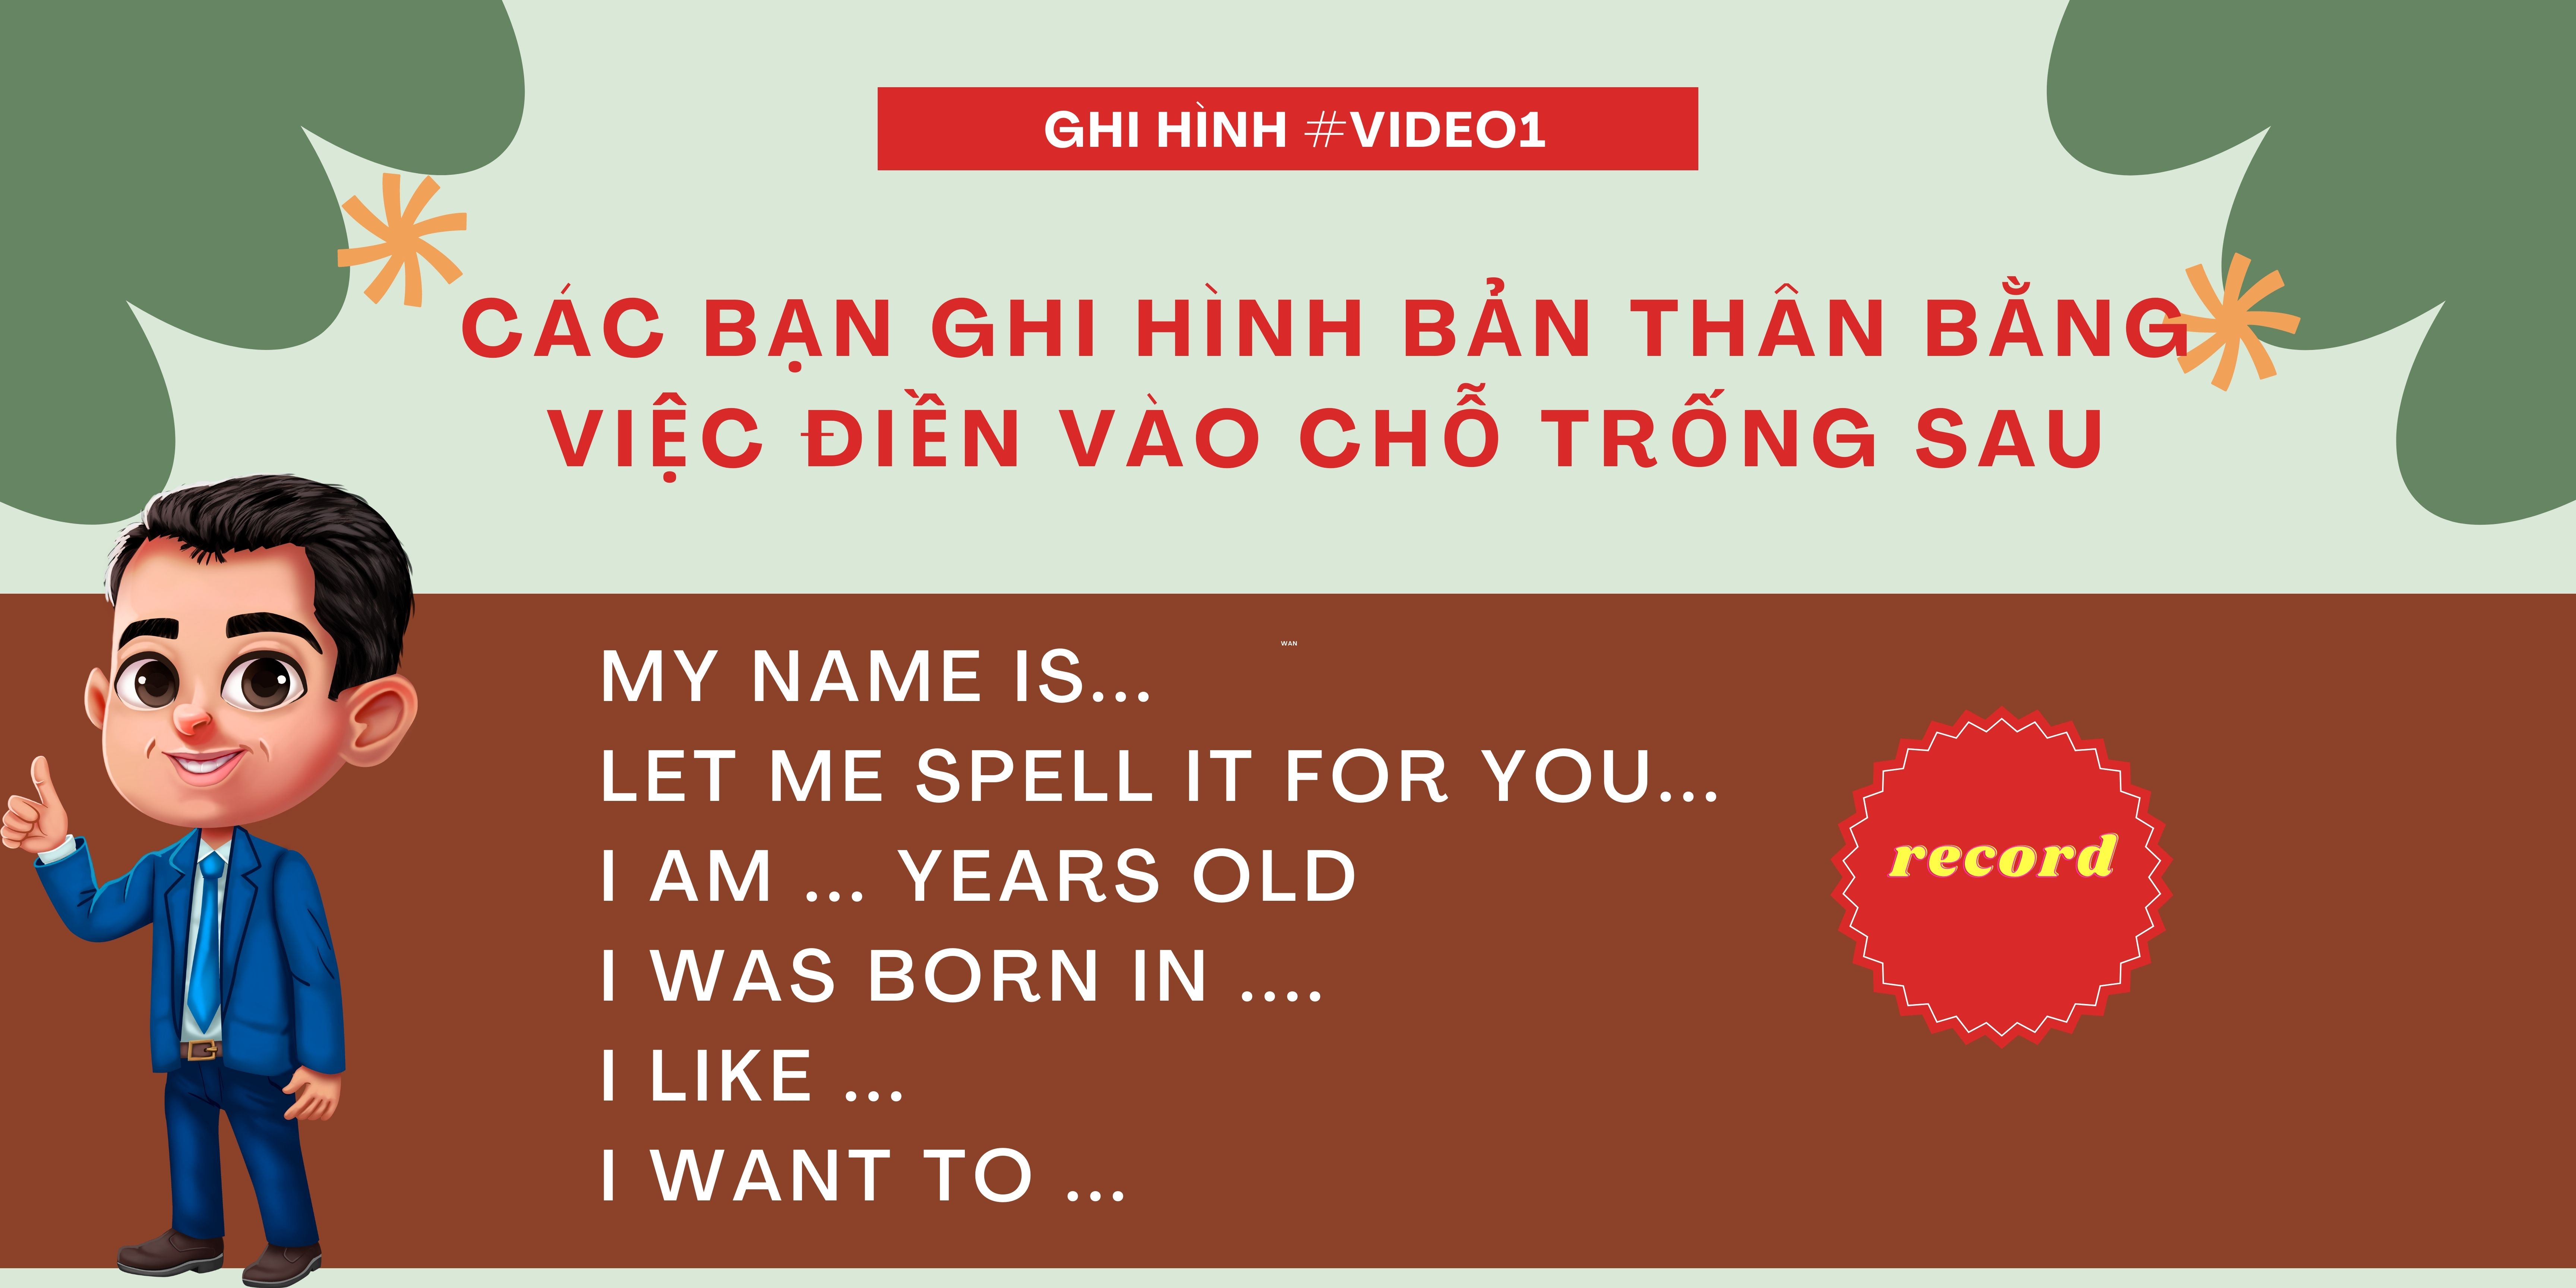 GHI HÌNH #VIDEO1
CÁC BẠN GHI HÌNH BẢN THÂN BẰNG
VIỆC ĐIỀN VÀO CHỖ TRỐNG SAU
WAN
MY NAME IS...
LET ME SPELL IT FOR YOU...
I AM ... YEARS OLD
I WAS BORN IN ....
I LIKE ...
I WANT TO ...
record